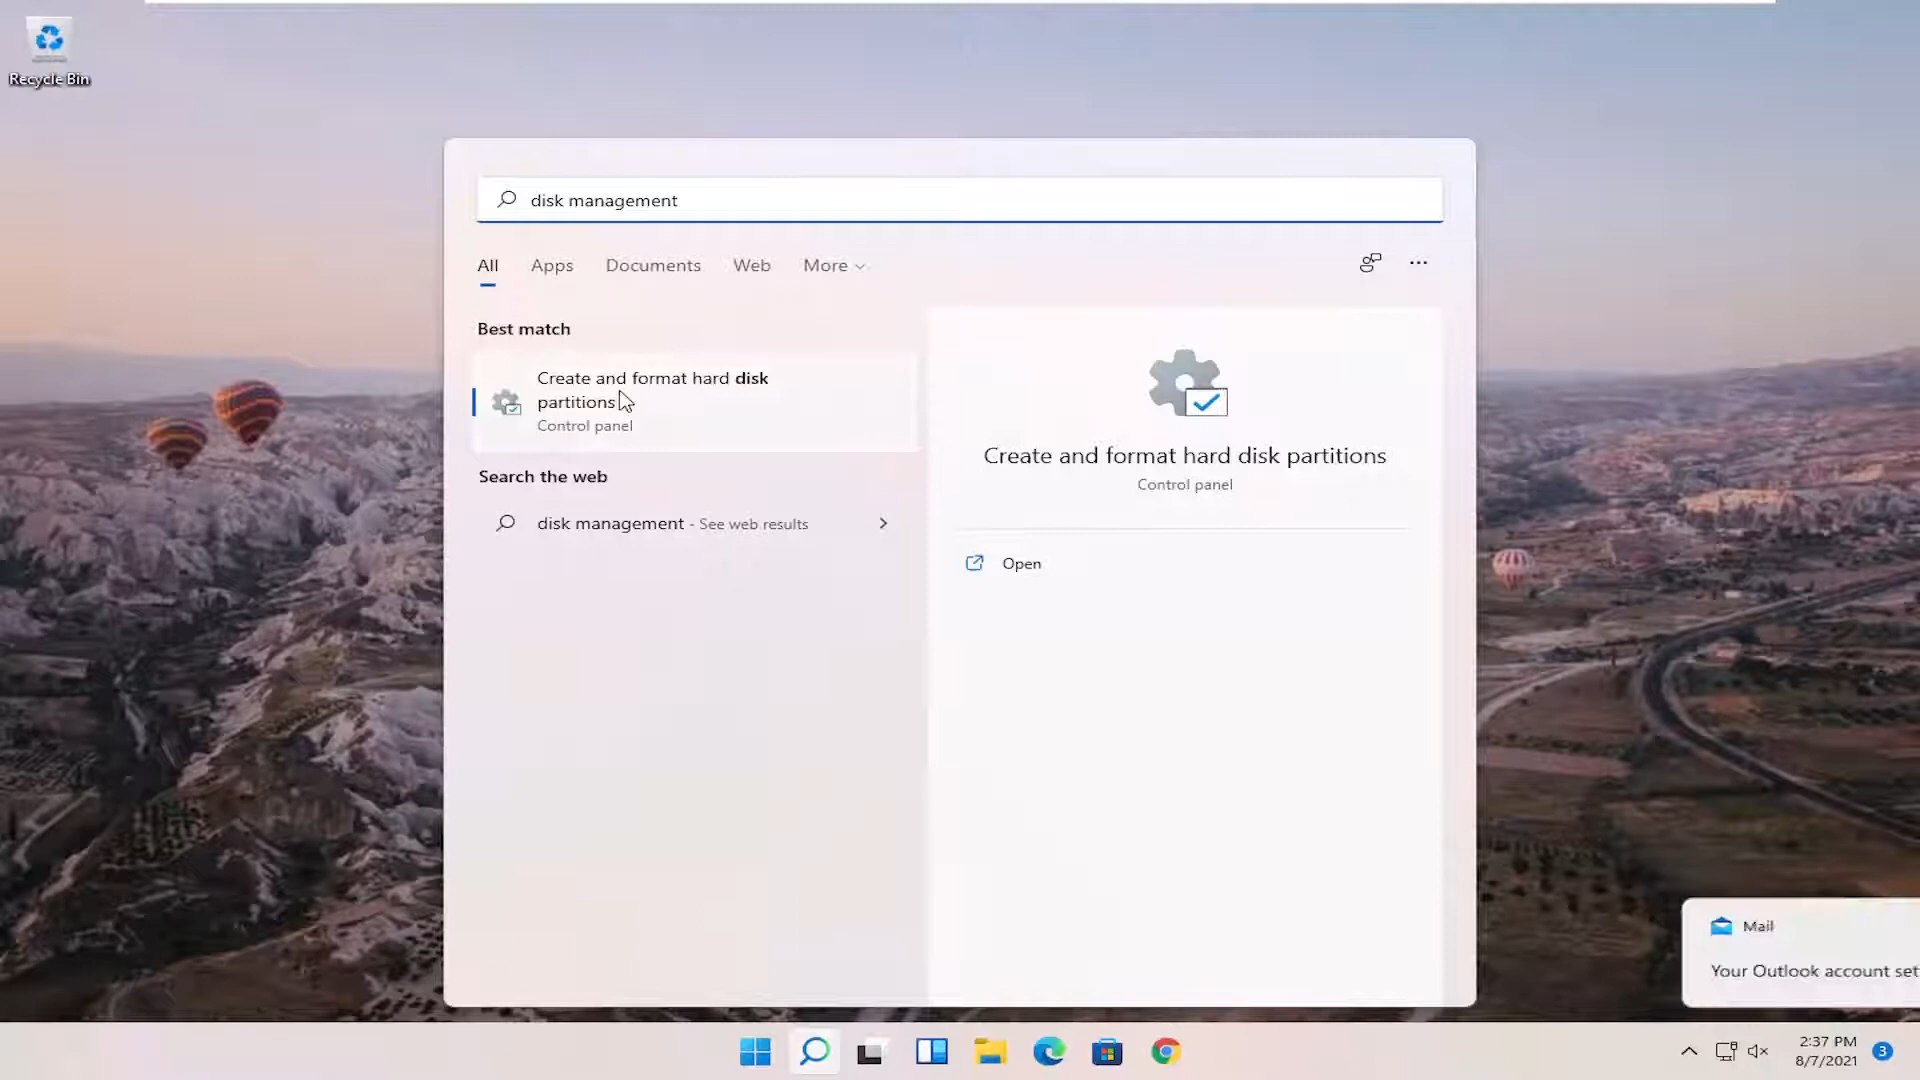 Recycle Bin
disk management
All Apps Documents Web More
Best match
Create and format hard disk
partitions
Control panel
Search the web
disk management - See web results
Create and format hard disk partitions
Control panel
Open
Mail
Your Outlook account set
2:37 PM
8/7/2021
3